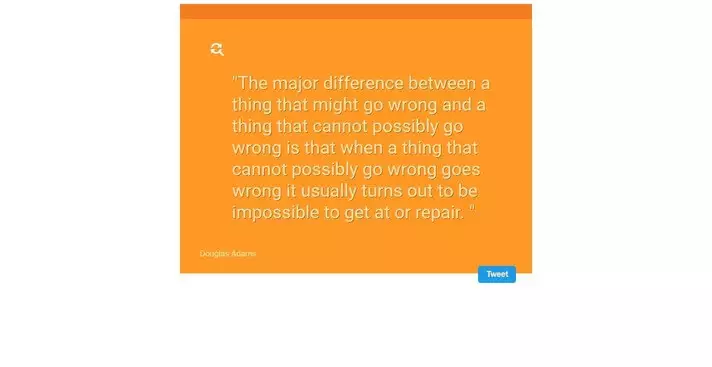 "The major difference between a
thing that might go wrong and a
thing that cannot possibly go
wrong is that when a thing that
cannot possibly go wrong goes
wrong it usually turns out to be
impossible to get at or repair. "
Douglas Adams
Tweet